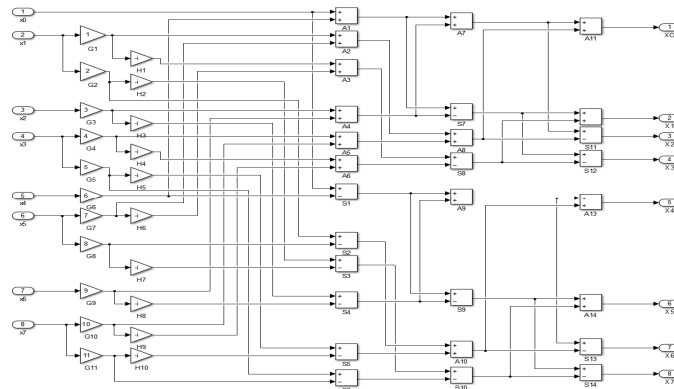 1
x0
2
x1
1
G1
-i
H1
2
G2
-i
H2
3
x2
3
G3
-i
H3
4
x3
4
G4
-i
H4
5
G5
-i
H5
5
x4
6
G6
6
x5
7
G7
-i
H6
8
G8
-i
H7
7
x6
9
G9
-i
H8
8
x7
10
G10
-i
H9
11
G11
-i
H10
A1
A2
A3
A4
A5
A6
S1
S2
S3
S4
S5
A7
S7
A8
S8
A9
S9
A10
S10
A11
S11
S12
A13
A14
S13
S14
1
XO
2
X1
3
X2
4
X3
5
X4
6
X5
7
X6
8
X7